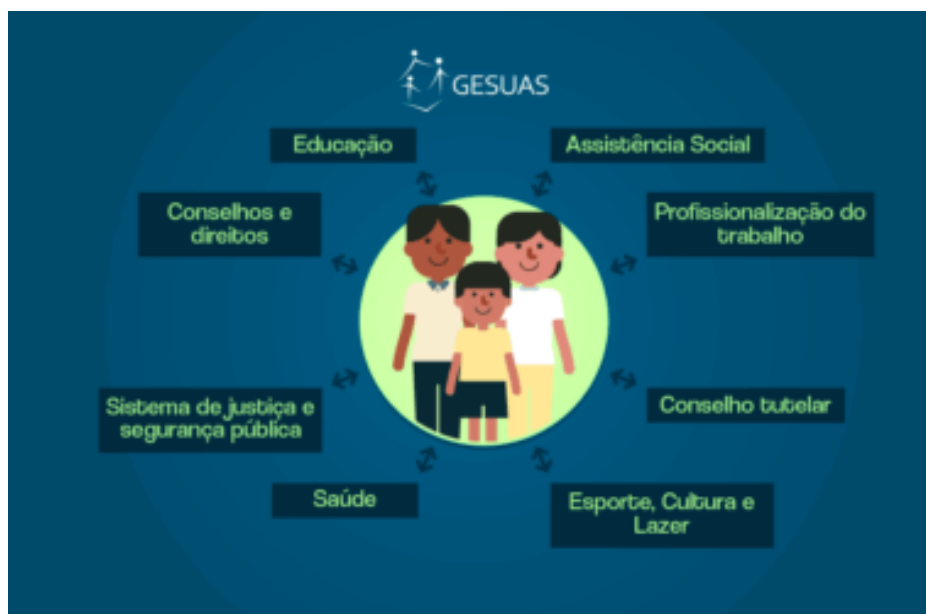 GESUAS
Educação
Assistência Social
Conselhos e
direitos
Profissionalização do
trabalho
Sistema de justiça e
segurança pública
Conselho tutelar
Saúde
Esporte, Cultura e
Lazer